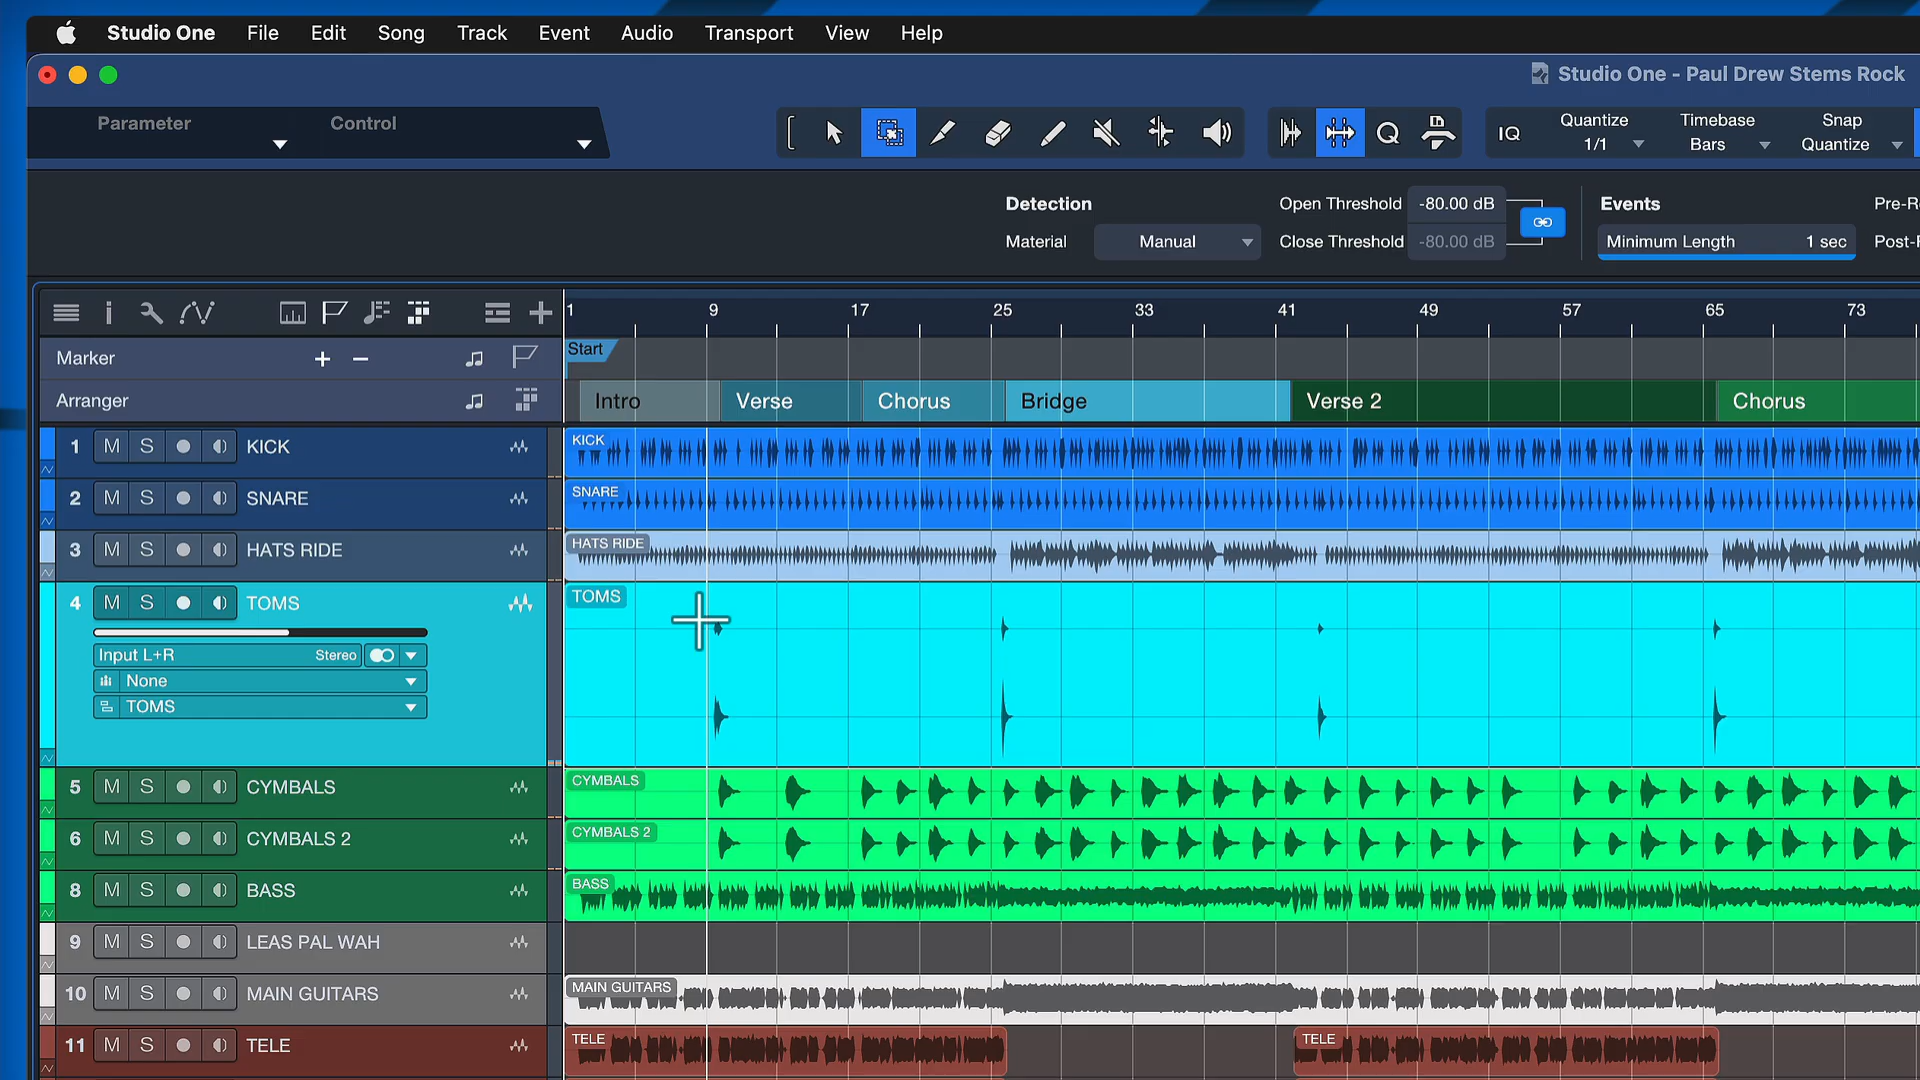 Studio One File Edit Song Track Event Audio Transport View Help
Studio One - Paul Drew Stems Rock
Parameter Control
IQ Quantize 1/1 Timebase Bars Snap Quantize
Detection
Material Manual
Open Threshold -80.00 dB
Close Threshold -80.00 dB
Events
Minimum Length 1 sec
Pre-R
Post-F
1 9 17 25 33 41 49 57 65 73
Marker + −
Start
Arranger
Intro Verse Chorus Bridge Verse 2 Chorus
1 M S KICK
KICK
2 M S SNARE
SNARE
3 M S HATS RIDE
HATS RIDE
4 M S TOMS
TOMS
Input L+R Stereo
None
TOMS
5 M S CYMBALS
CYMBALS
6 M S CYMBALS 2
CYMBALS 2
8 M S BASS
BASS
9 M S LEAS PAL WAH
10 M S MAIN GUITARS
MAIN GUITARS
11 M S TELE
TELE TELE